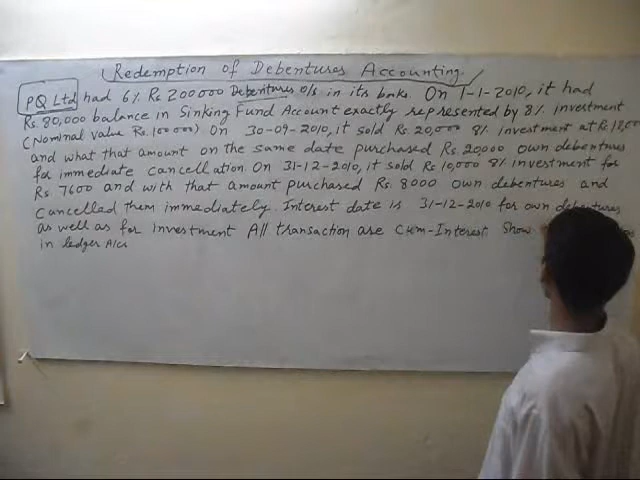 Redemption of Debentures Accounting.
PQ Ltd had 6% Rs 200000 Debentures o/s in its books. On 1-1-2010, it had
Rs. 80,000 balance in Sinking Fund Account exactly represented by 8% investment
(Nominal value Rs. 100000) On 30-09-2010, it sold Rs. 20,000 8% investment at Rs
and what that amount on the same date purchased Rs. 20,000 own debentures
for immediate cancellation. On 31-12-2010, it sold Rs 10,000 8% investment for
Rs. 7600 and with that amount purchased Rs. 8000 own debentures and
Cancelled them immediately. Interest date is 31-12-2010 for own debentures
as well as for investment All transaction are Cum-Interest. Show
in ledger A/cs